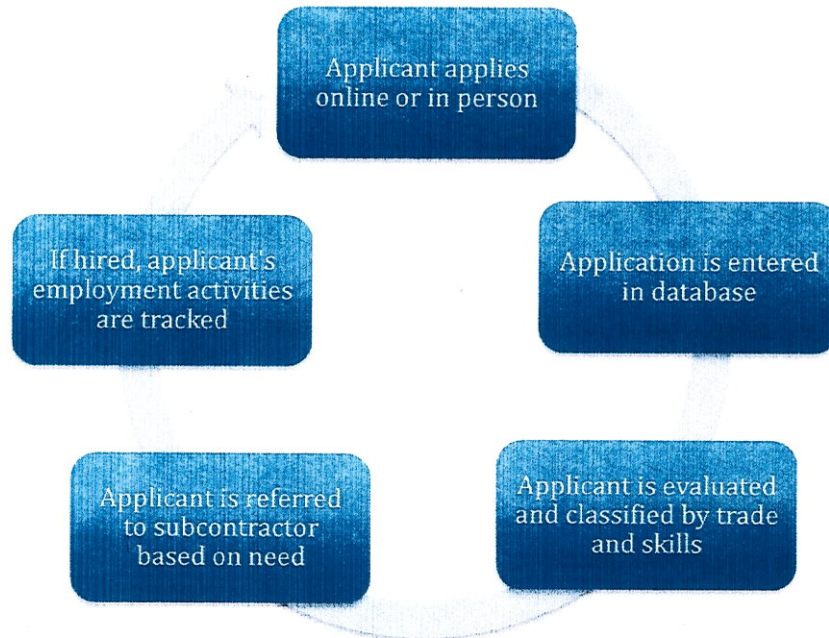 Applicant applies
online or in person
Application is entered
in database
Applicant is evaluated
and classified by trade
and skills
Applicant is referred
to subcontractor
based on need
If hired, applicant's
employment activities
are tracked